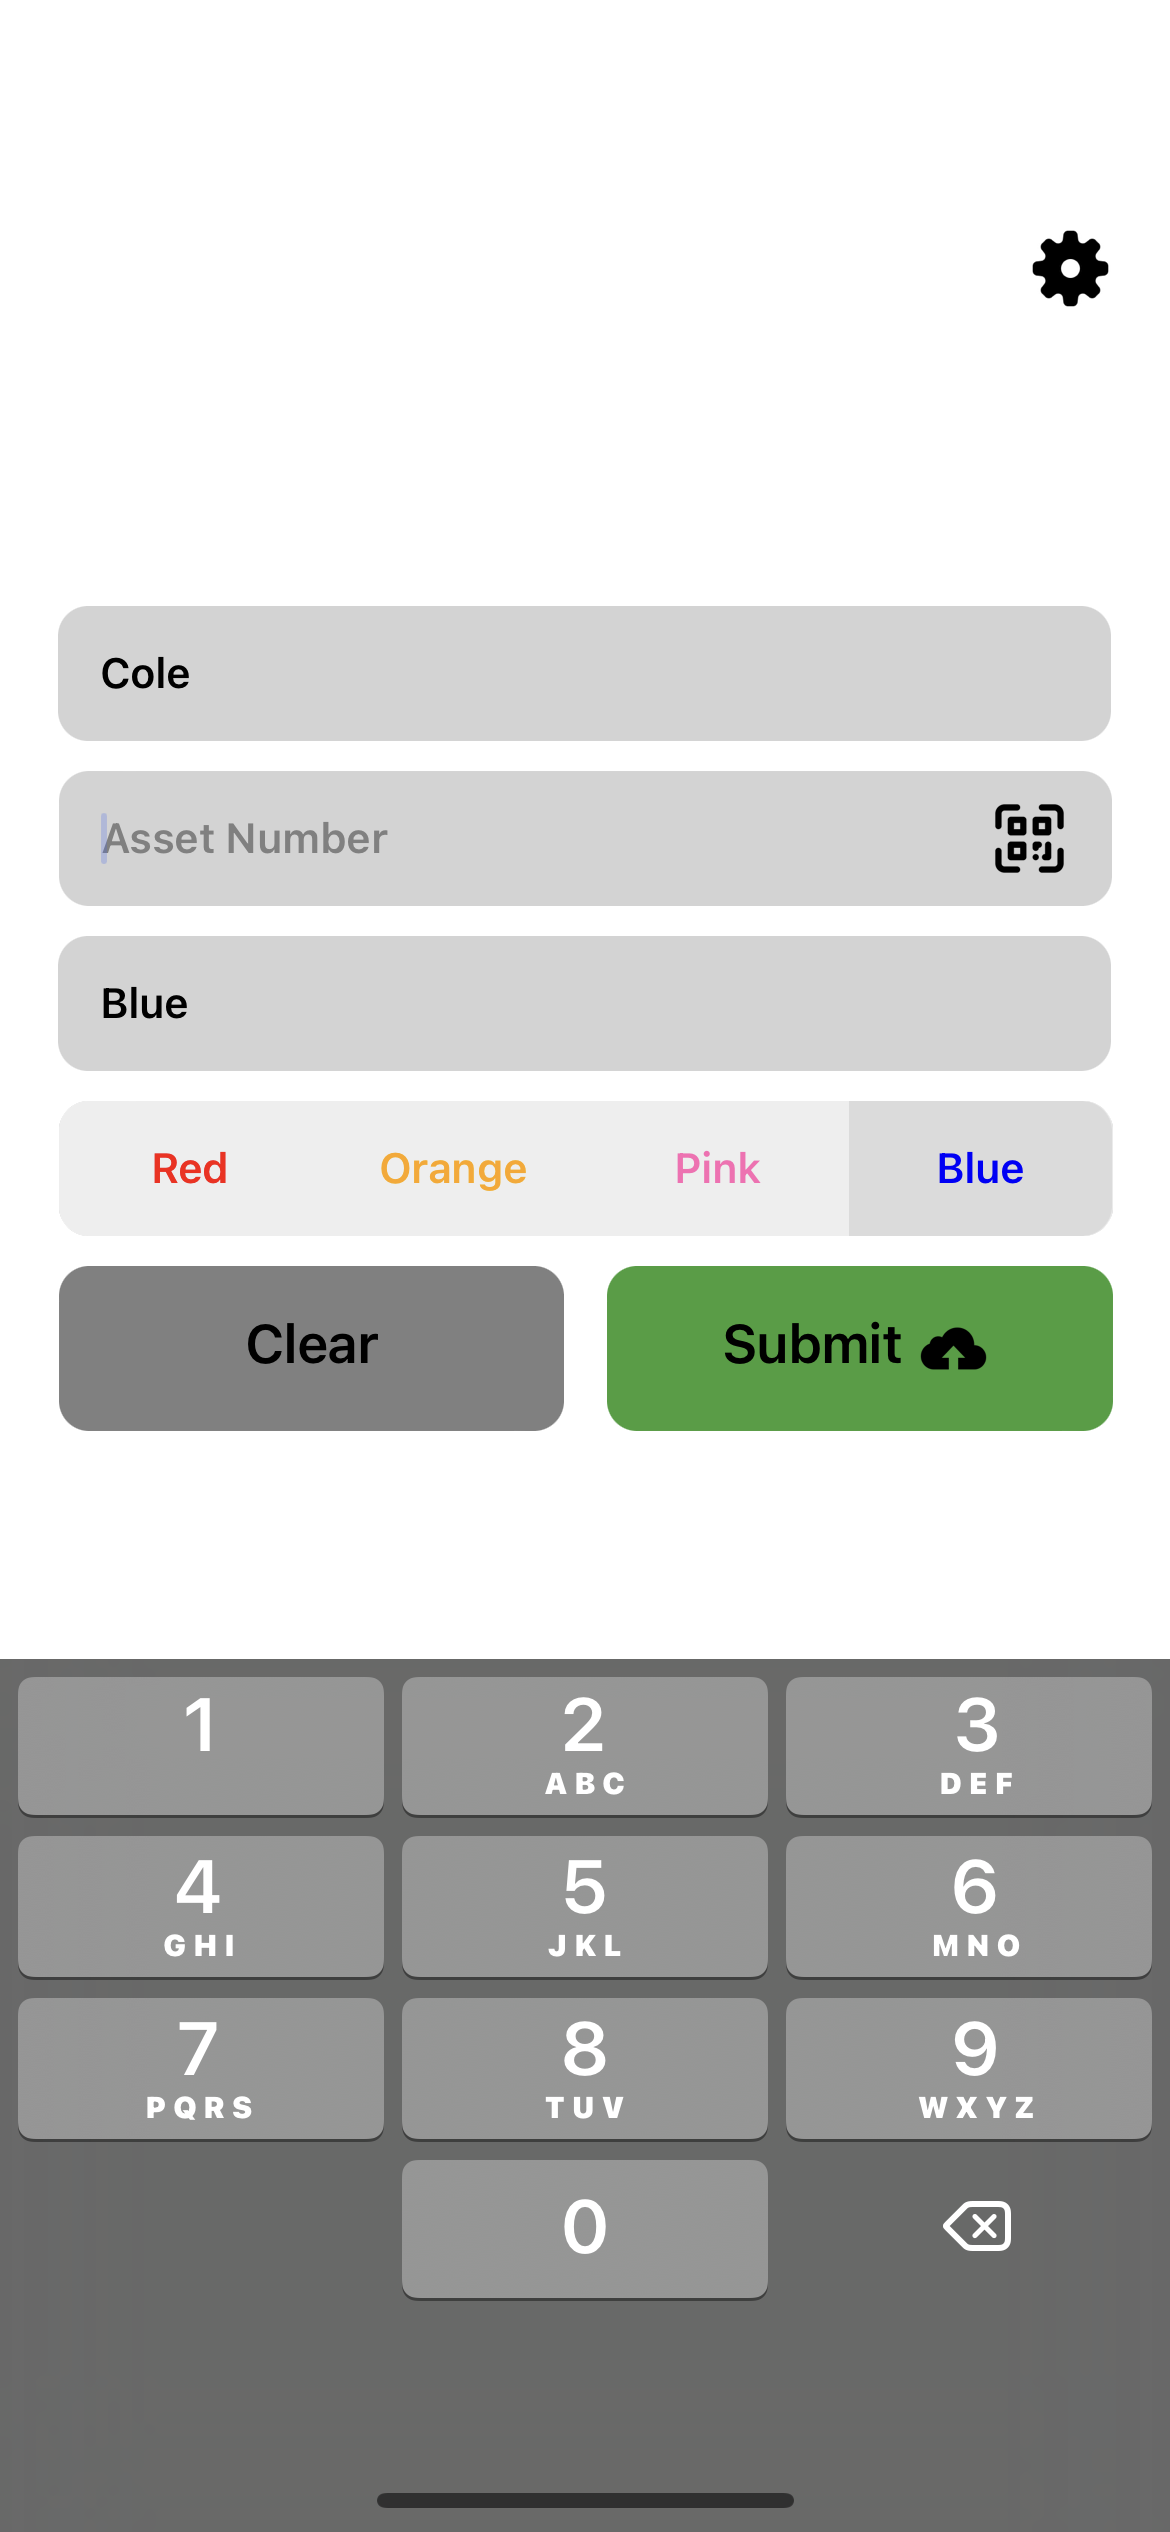 Cole
Asset Number
Blue
Red Orange Pink Blue
Clear Submit
1 2 3
ABC DEF
4 5 6
GHI JKL MNO
7 8 9
PQRS TUV WXYZ
0